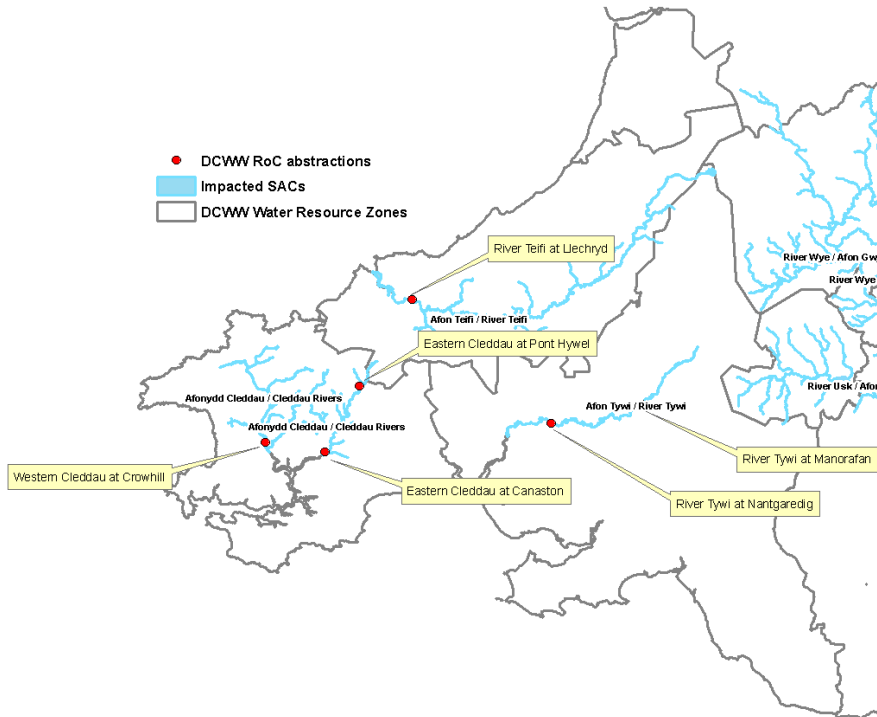 DCWW RoC abstractions
Impacted SACs
DCWW Water Resource Zones
River Teifi at Llechryd
River Wye / Afon Gwy
River Wye
Afon Teifi / River Teifi
Eastern Cleddau at Pont Hywel
River Usk / Afon
Afonydd Cleddau / Cleddau Rivers
Afon Tywi / River Tywi
Afonydd Cleddau / Cleddau Rivers
River Tywi at Manorafan
Western Cleddau at Crowhill
Eastern Cleddau at Canaston
River Tywi at Nantgaredig